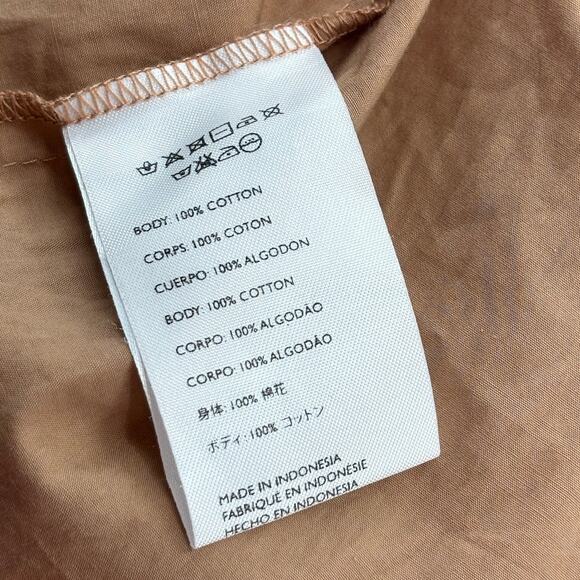 BODY: 100% COTTON
CORPS: 100% COTON
CUERPO: 100% ALGODON
BODY: 100% COTTON
CORPO: 100% ALGODÃO
CORPO: 100% ALGODÃO
身体: 100% 棉花
ボディ: 100% コットン
MADE IN INDONESIA
FABRIQUÉ EN INDONÉSIE
HECHO EN INDONESIA